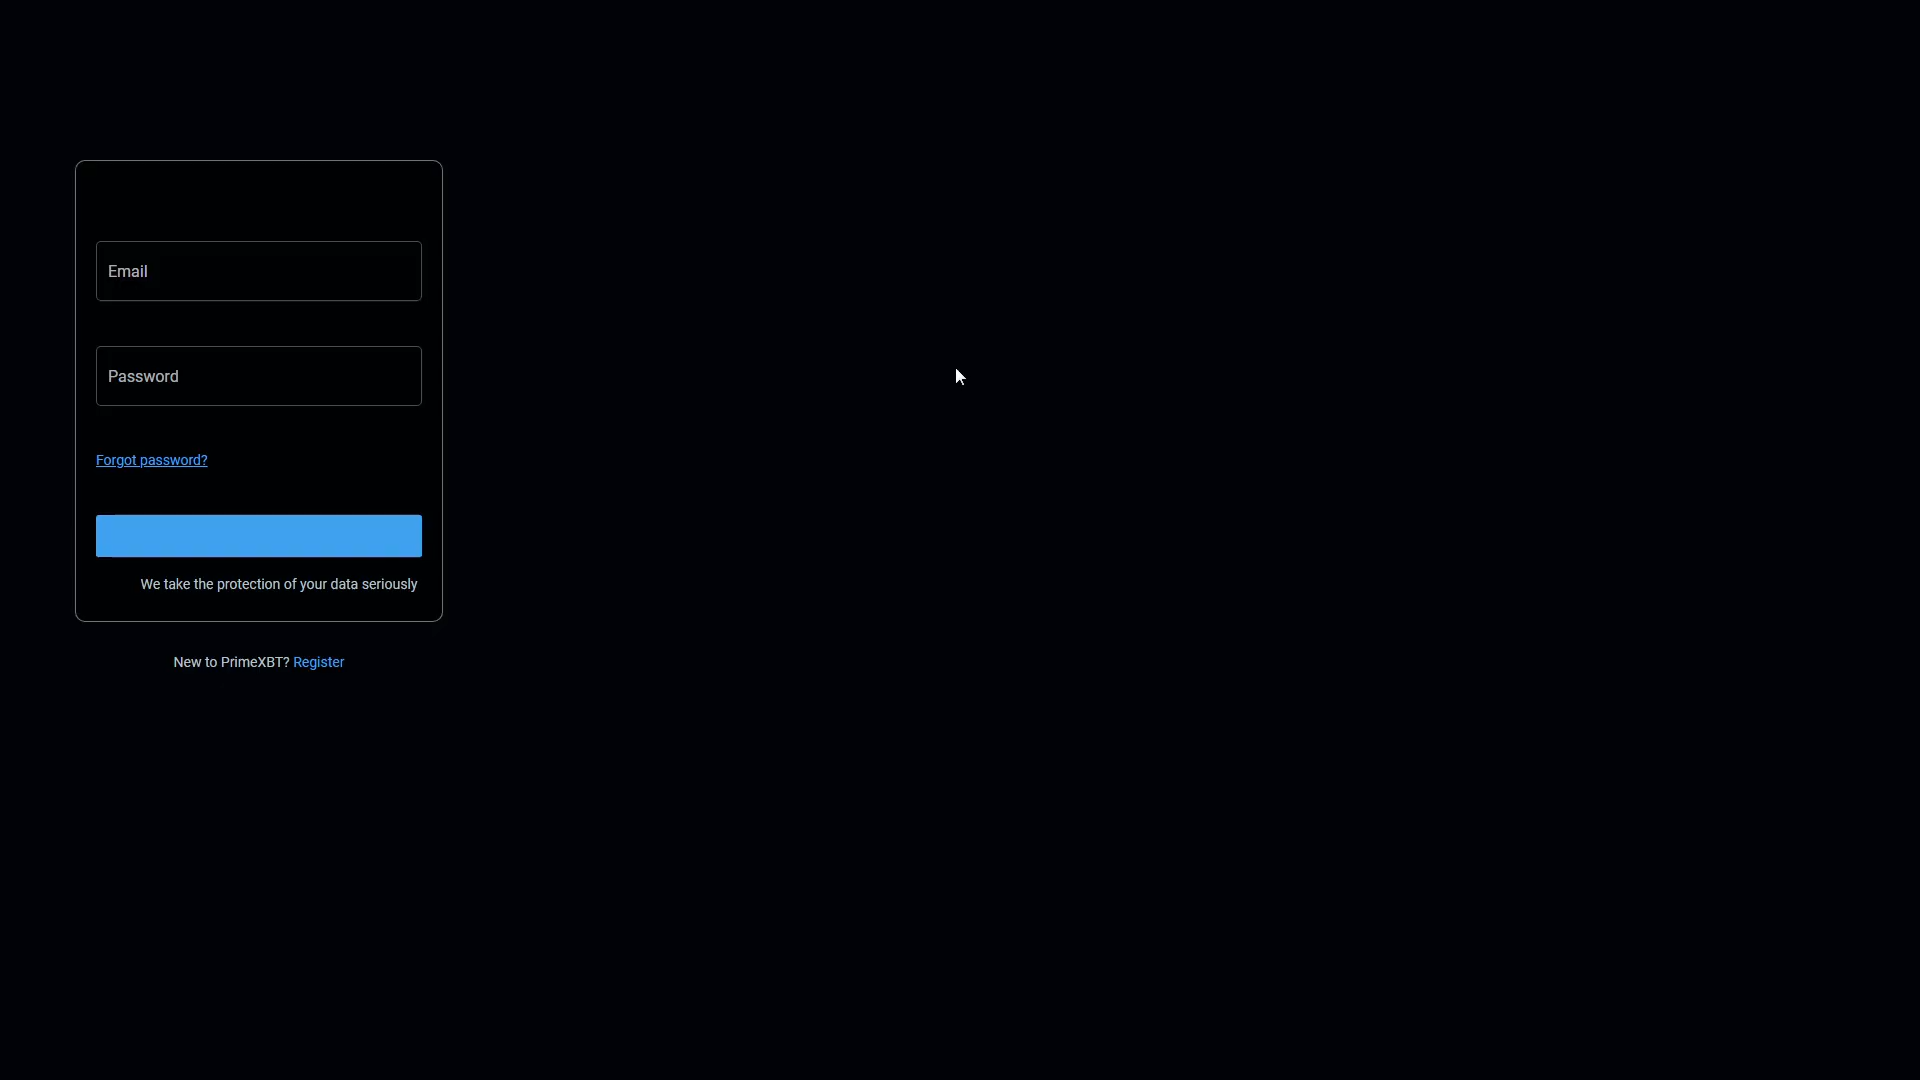 Email
Password
Forgot password?
We take the protection of your data seriously
New to PrimeXBT? Register